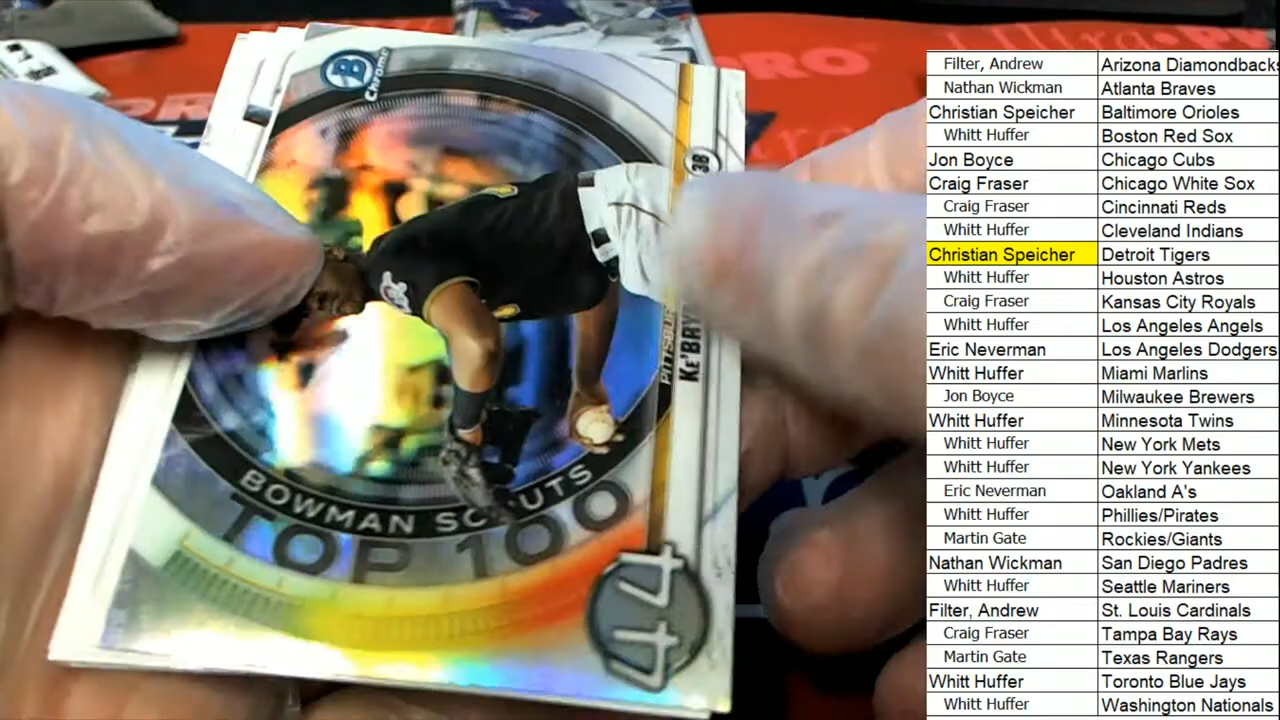 B
Chrome
3B
PITTSBU
KE'BRY
BOWMAN SCOUTS
TOP 100
44
PRO
Filter, Andrew Arizona Diamondbacks
Nathan Wickman Atlanta Braves
Christian Speicher Baltimore Orioles
Whitt Huffer Boston Red Sox
Jon Boyce Chicago Cubs
Craig Fraser Chicago White Sox
Craig Fraser Cincinnati Reds
Whitt Huffer Cleveland Indians
Christian Speicher Detroit Tigers
Whitt Huffer Houston Astros
Craig Fraser Kansas City Royals
Whitt Huffer Los Angeles Angels
Eric Neverman Los Angeles Dodgers
Whitt Huffer Miami Marlins
Jon Boyce Milwaukee Brewers
Whitt Huffer Minnesota Twins
Whitt Huffer New York Mets
Whitt Huffer New York Yankees
Eric Neverman Oakland A's
Whitt Huffer Phillies/Pirates
Martin Gate Rockies/Giants
Nathan Wickman San Diego Padres
Whitt Huffer Seattle Mariners
Filter, Andrew St. Louis Cardinals
Craig Fraser Tampa Bay Rays
Martin Gate Texas Rangers
Whitt Huffer Toronto Blue Jays
Whitt Huffer Washington Nationals